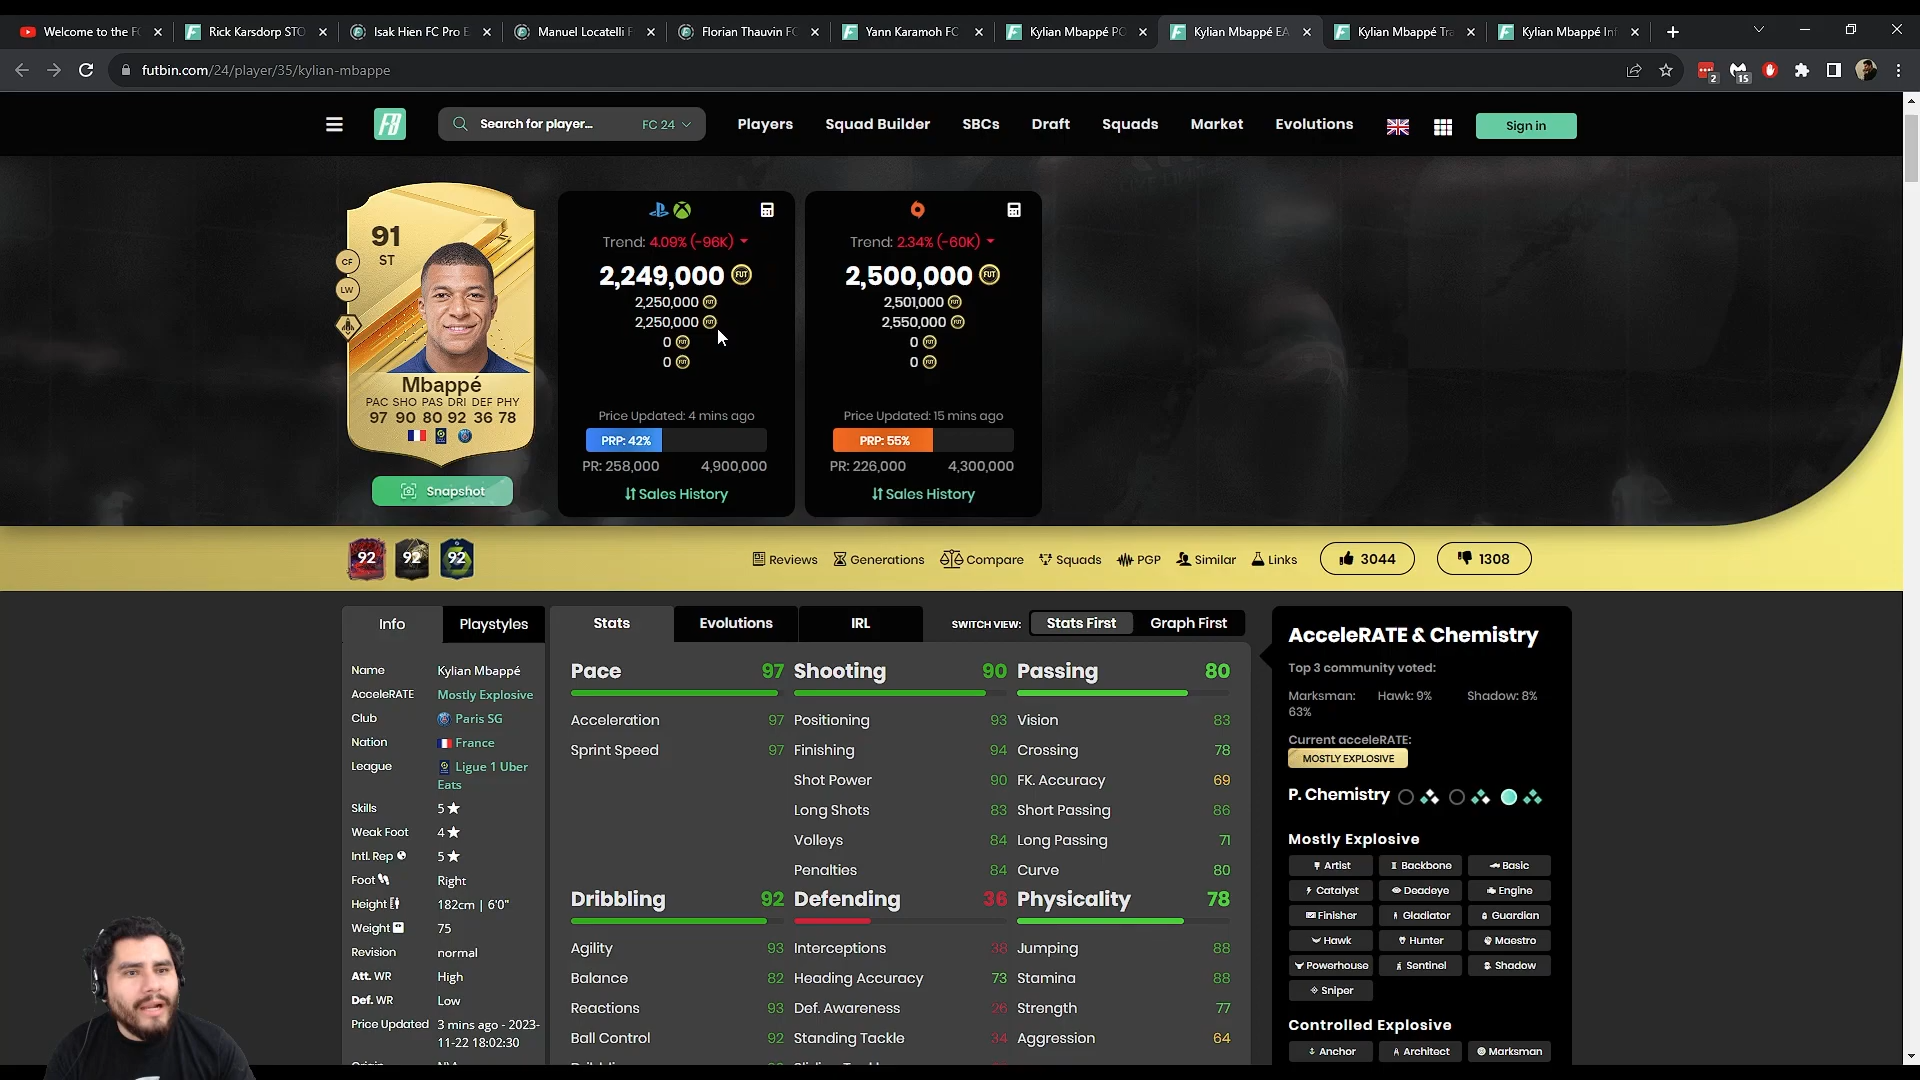 Welcome to the F
Rick Karsdorp STO
Isak Hien FC Pro E
Manuel Locatelli F
Florian Thauvin FC
Yann Karamoh FC
Kylian Mbappé PO
Kylian Mbappé EA
Kylian Mbappé Tra
Kylian Mbappé Inf
futbin.com/24/player/35/kylian-mbappe
2
15
FB
Search for player...
FC 24
Players
Squad Builder
SBCs
Draft
Squads
Market
Evolutions
Sign in
91
ST
CF
LW
Mbappé
PAC SHO PAS DRI DEF PHY
97 90 80 92 36 78
Snapshot
Trend: 4.09% (-96K)
2,249,000 FUT
2,250,000
2,250,000
0
0
Price Updated: 4 mins ago
PRP: 42%
PR: 258,000 4,900,000
Sales History
Trend: 2.34% (-60K)
2,500,000 FUT
2,501,000
2,550,000
0
0
Price Updated: 15 mins ago
PRP: 55%
PR: 226,000 4,300,000
Sales History
92
92
92
Reviews
Generations
Compare
Squads
PGP
Similar
Links
3044
1308
Info
Playstyles
Name Kylian Mbappé
AcceleRATE Mostly Explosive
Club Paris SG
Nation France
League Ligue 1 Uber
Eats
Skills 5
Weak Foot 4
Intl. Rep 5
Foot Right
Height 182cm | 6'0"
Weight 75
Revision normal
Att. WR High
Def. WR Low
Price Updated 3 mins ago - 2023-
11-22 18:02:30
Stats
Evolutions
IRL
SWITCH VIEW:
Stats First
Graph First
Pace 97
Acceleration 97
Sprint Speed 97
Shooting 90
Positioning 93
Finishing 94
Shot Power 90
Long Shots 83
Volleys 84
Penalties 84
Passing 80
Vision 83
Crossing 78
FK. Accuracy 69
Short Passing 86
Long Passing 71
Curve 80
Dribbling 92
Agility 93
Balance 82
Reactions 93
Ball Control 92
Defending 36
Interceptions 38
Heading Accuracy 73
Def. Awareness 26
Standing Tackle 34
Physicality 78
Jumping 88
Stamina 88
Strength 77
Aggression 64
AcceleRATE & Chemistry
Top 3 community voted:
Marksman: Hawk: 9% Shadow: 8%
63%
Current acceleRATE:
MOSTLY EXPLOSIVE
P. Chemistry
Mostly Explosive
Artist
Backbone
Basic
Catalyst
Deadeye
Engine
Finisher
Gladiator
Guardian
Hawk
Hunter
Maestro
Powerhouse
Sentinel
Shadow
Sniper
Controlled Explosive
Anchor
Architect
Marksman